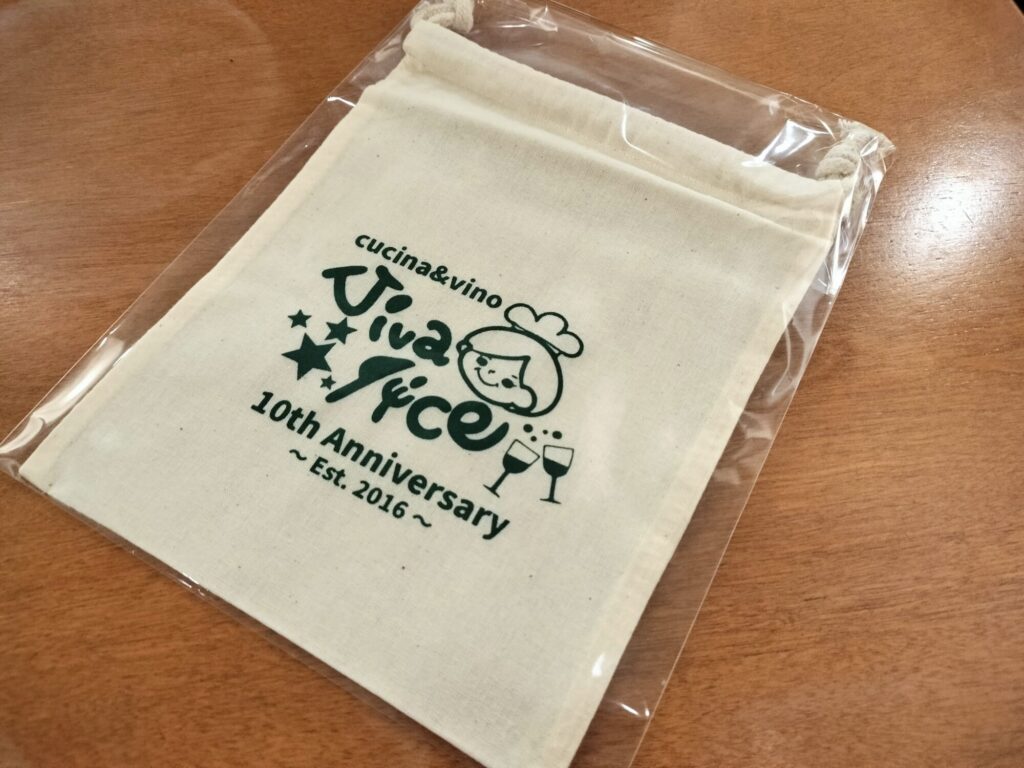 cucina&vino
Viva
10th Anniversary
~ Est. 2016 ~